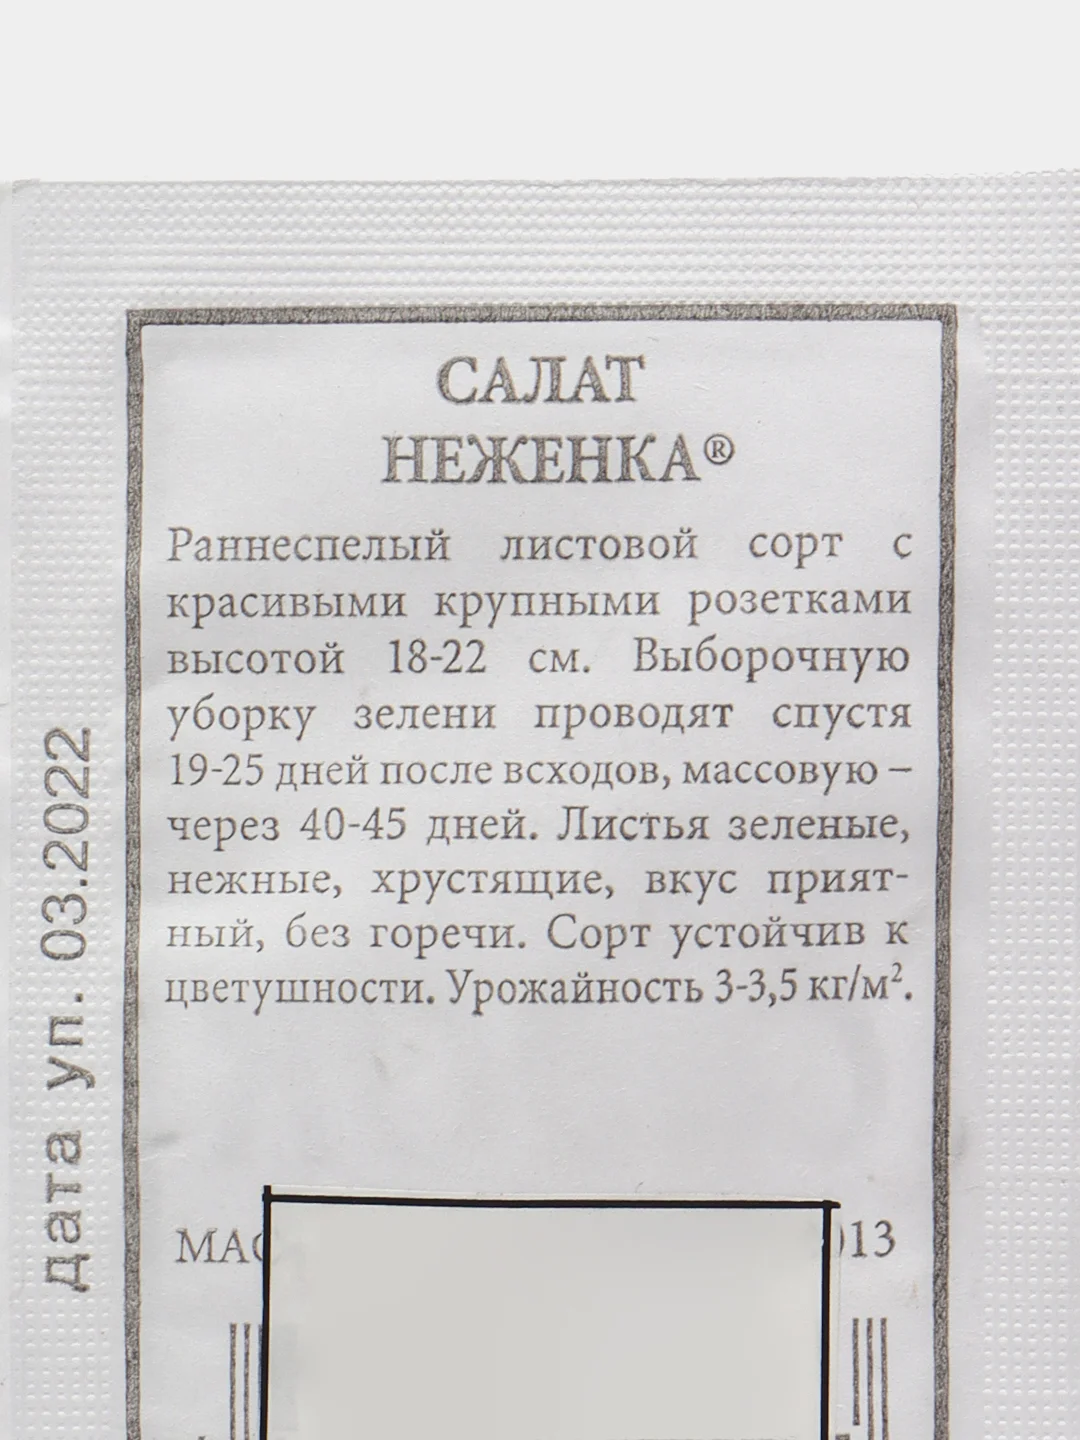 САЛАТ
НЕЖЕНКА®
Раннеспелый листовой сорт с
красивыми крупными розетками
высотой 18-22 см. Выборочную
уборку зелени проводят спустя
19-25 дней после всходов, массовую –
через 40-45 дней. Листья зеленые,
нежные, хрустящие, вкус прият-
ный, без горечи. Сорт устойчив к
цветушности. Урожайность 3-3,5 кг/м².
дата уп. 03.2022